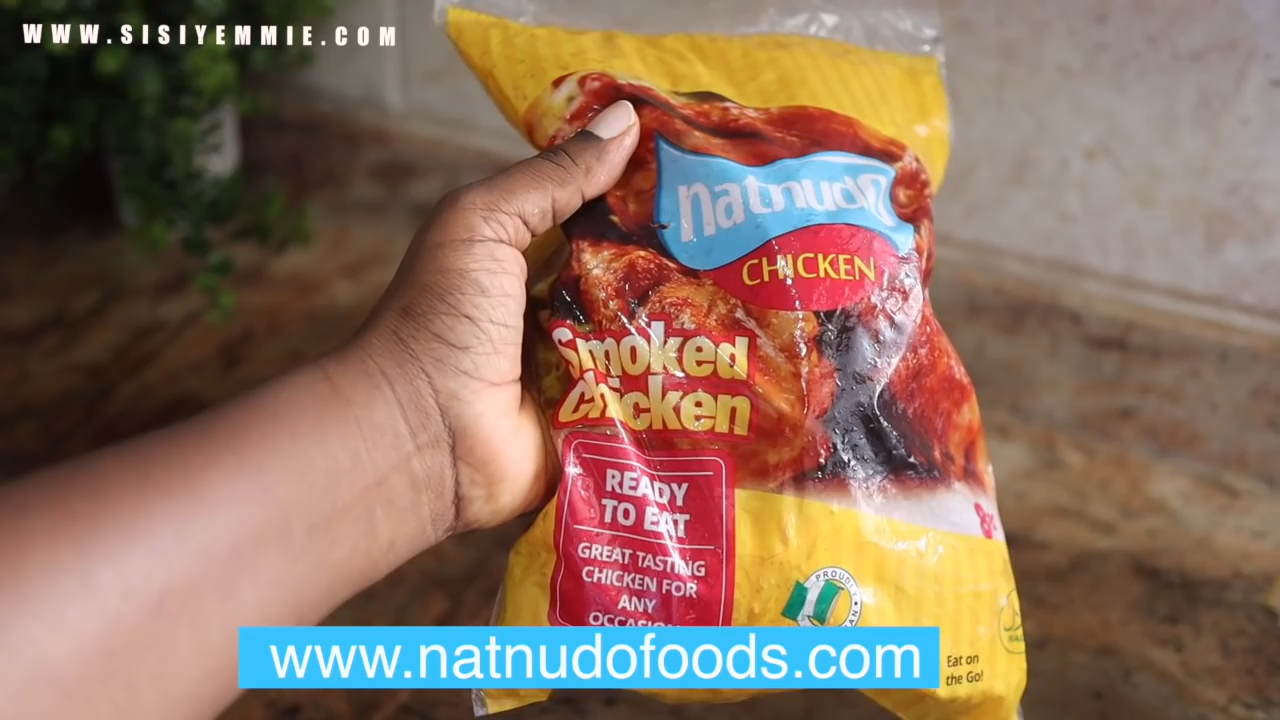 WWW.SISIYEMMIE.COM
natnudO
CHICKEN
Smoked
Chicken
READY
TO EAT
GREAT TASTING
CHICKEN FOR
ANY
PROUDLY
Eat on
the Go!
www.natnudofoods.com